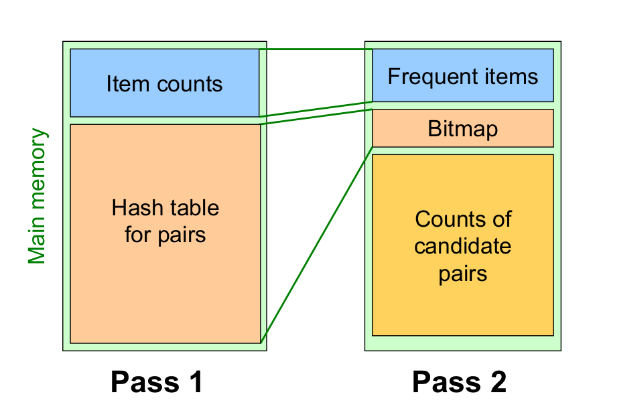 Main memory
Item counts
Hash table
for pairs
Pass 1
Frequent items
Bitmap
Counts of
candidate
pairs
Pass 2